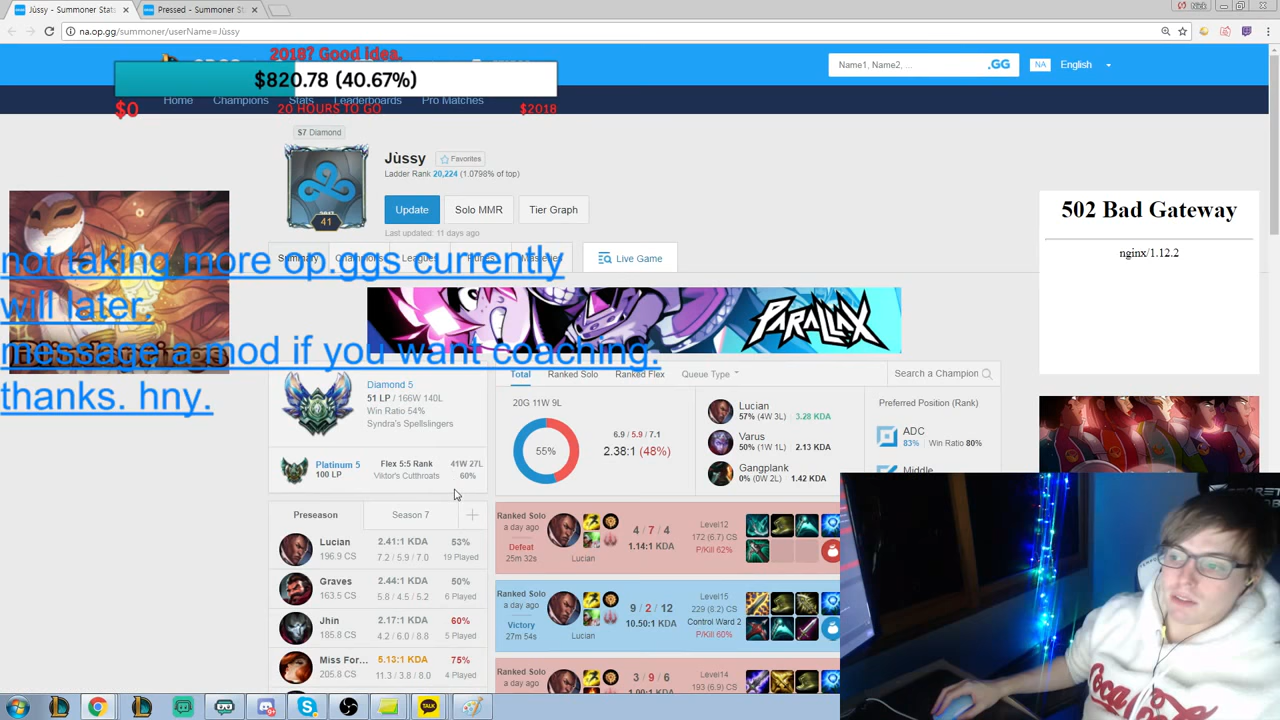 Jùssy - Summoner Stats
Pressed - Summoner Sta
Nibik
na.op.gg/summoner/userName=Jùssy
2018? Good idea.
$820.78 (40.67%)
$0
20 HOURS TO GO
$2018
Name1, Name2, ...
.GG
NA
English
Home
Champions
Stats
Leaderboards
Pro Matches
S7 Diamond
Jùssy
Favorites
Ladder Rank 20,224 (1.0798% of top)
41
Update
Solo MMR
Tier Graph
Last updated: 11 days ago
Summary
Champions
Leagues
Runes
Masteries
Live Game
not taking more op.ggs currently
will later.
message a mod if you want coaching.
thanks. hny.
502 Bad Gateway
nginx/1.12.2
PARALLAX
Diamond 5
51 LP / 166W 140L
Win Ratio 54%
Syndra's Spellslingers
Platinum 5
100 LP
Flex 5:5 Rank
Viktor's Cutthroats
41W 27L
60%
Total
Ranked Solo
Ranked Flex
Queue Type
Search a Champion
20G 11W 9L
55%
6.9 / 5.9 / 7.1
2.38:1 (48%)
Lucian
57% (4W 3L) 3.28 KDA
Varus
50% (1W 1L) 2.13 KDA
Gangplank
0% (0W 2L) 1.42 KDA
Preferred Position (Rank)
ADC
83% Win Ratio 80%
Middle
Preseason
Season 7
Lucian
196.9 CS
2.41:1 KDA
7.2 / 5.9 / 7.0
53%
19 Played
Graves
163.5 CS
2.44:1 KDA
5.8 / 4.5 / 5.2
50%
6 Played
Jhin
185.8 CS
2.17:1 KDA
4.2 / 6.0 / 8.8
60%
5 Played
Miss For...
205.8 CS
5.13:1 KDA
11.3 / 3.8 / 8.0
75%
4 Played
Ranked Solo
a day ago
Defeat
25m 32s
Lucian
4 / 7 / 4
1.14:1 KDA
Level12
172 (6.7) CS
P/Kill 62%
Ranked Solo
a day ago
Victory
27m 54s
Lucian
9 / 2 / 12
10.50:1 KDA
Level15
229 (8.2) CS
Control Ward 2
P/Kill 60%
Ranked Solo
a day ago
3 / 9 / 6
Level14
193 (6.9) CS
TALK